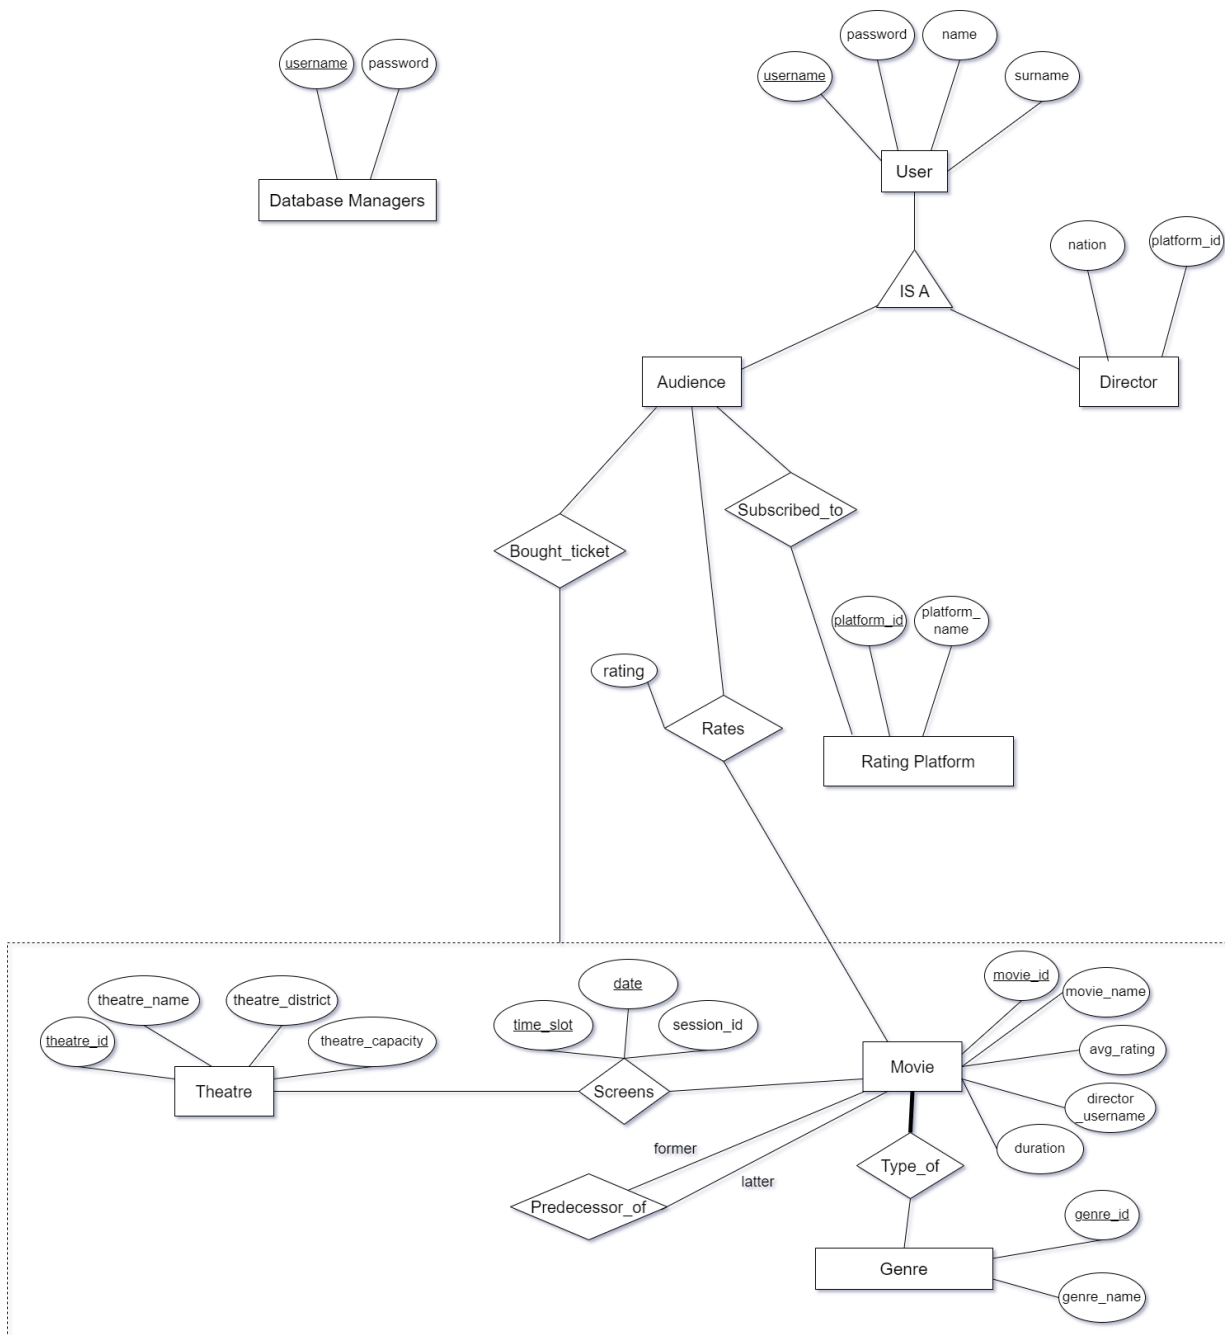 username
password
Database Managers
username
password
name
surname
User
IS A
nation
platform_id
Director
Audience
Subscribed_to
Bought_ticket
platform_id
platform_
name
rating
Rates
Rating Platform
theatre_id
theatre_name
theatre_district
theatre_capacity
Theatre
time_slot
date
session_id
Screens
movie_id
movie_name
avg_rating
director
_username
duration
Movie
former
latter
Predecessor_of
Type_of
genre_id
Genre
genre_name